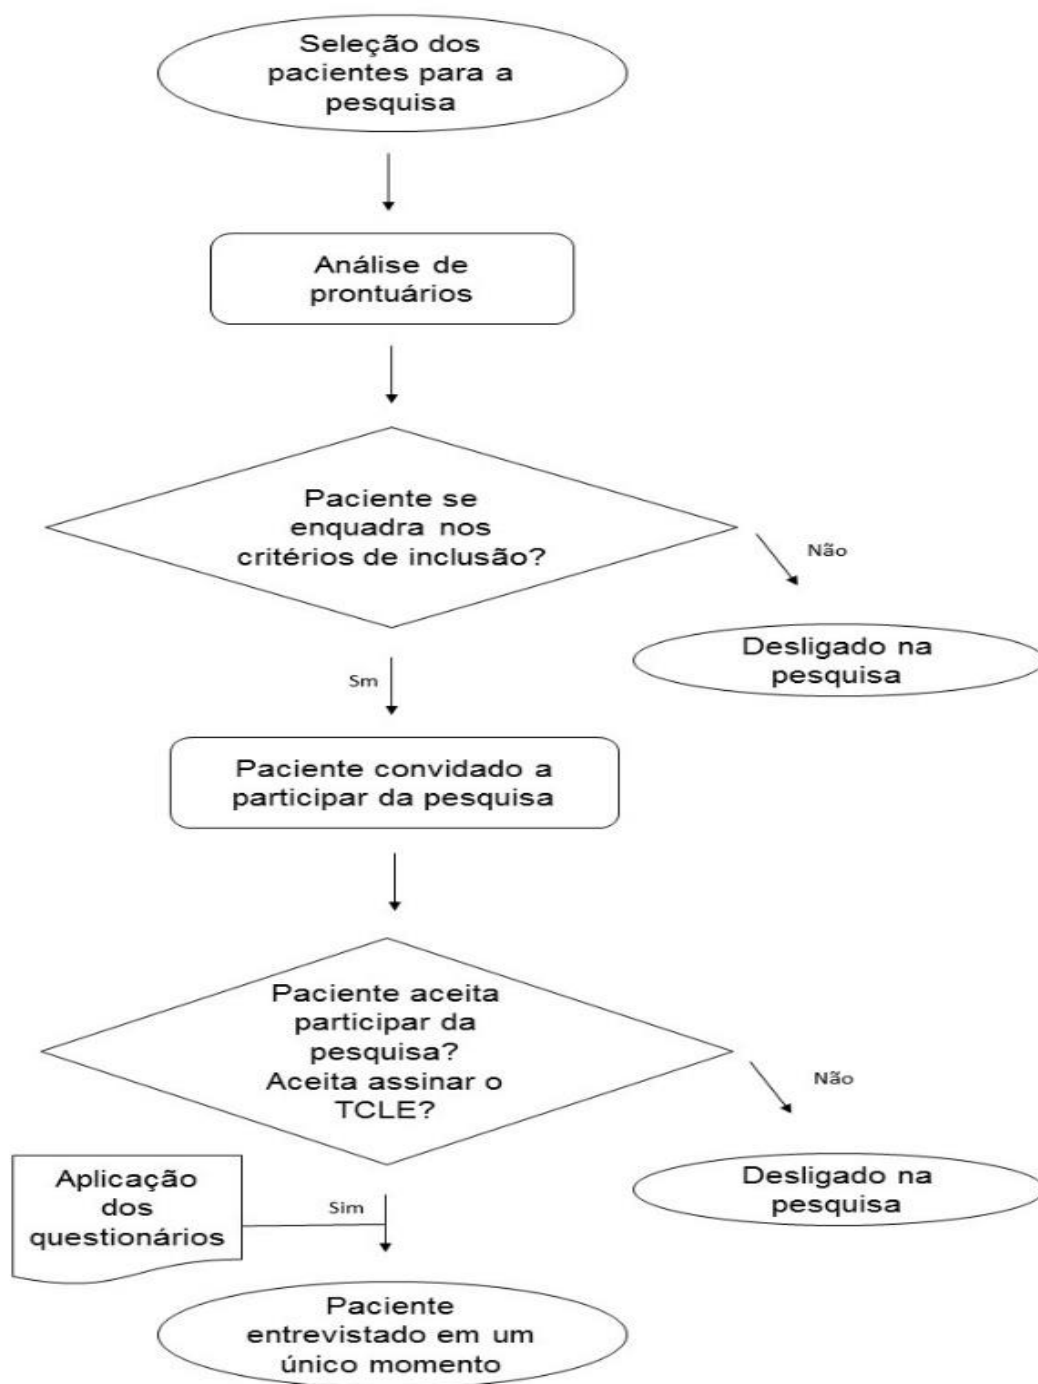 Seleção dos
pacientes para a
pesquisa
Análise de
prontuários
Paciente se
enquadra nos
critérios de inclusão?
Não
Desligado na
pesquisa
Sm
Paciente convidado a
participar da pesquisa
Paciente aceita
participar da
pesquisa?
Aceita assinar o
TCLE?
Não
Desligado na
pesquisa
Aplicação
dos
questionários
Sim
Paciente
entrevistado em um
único momento